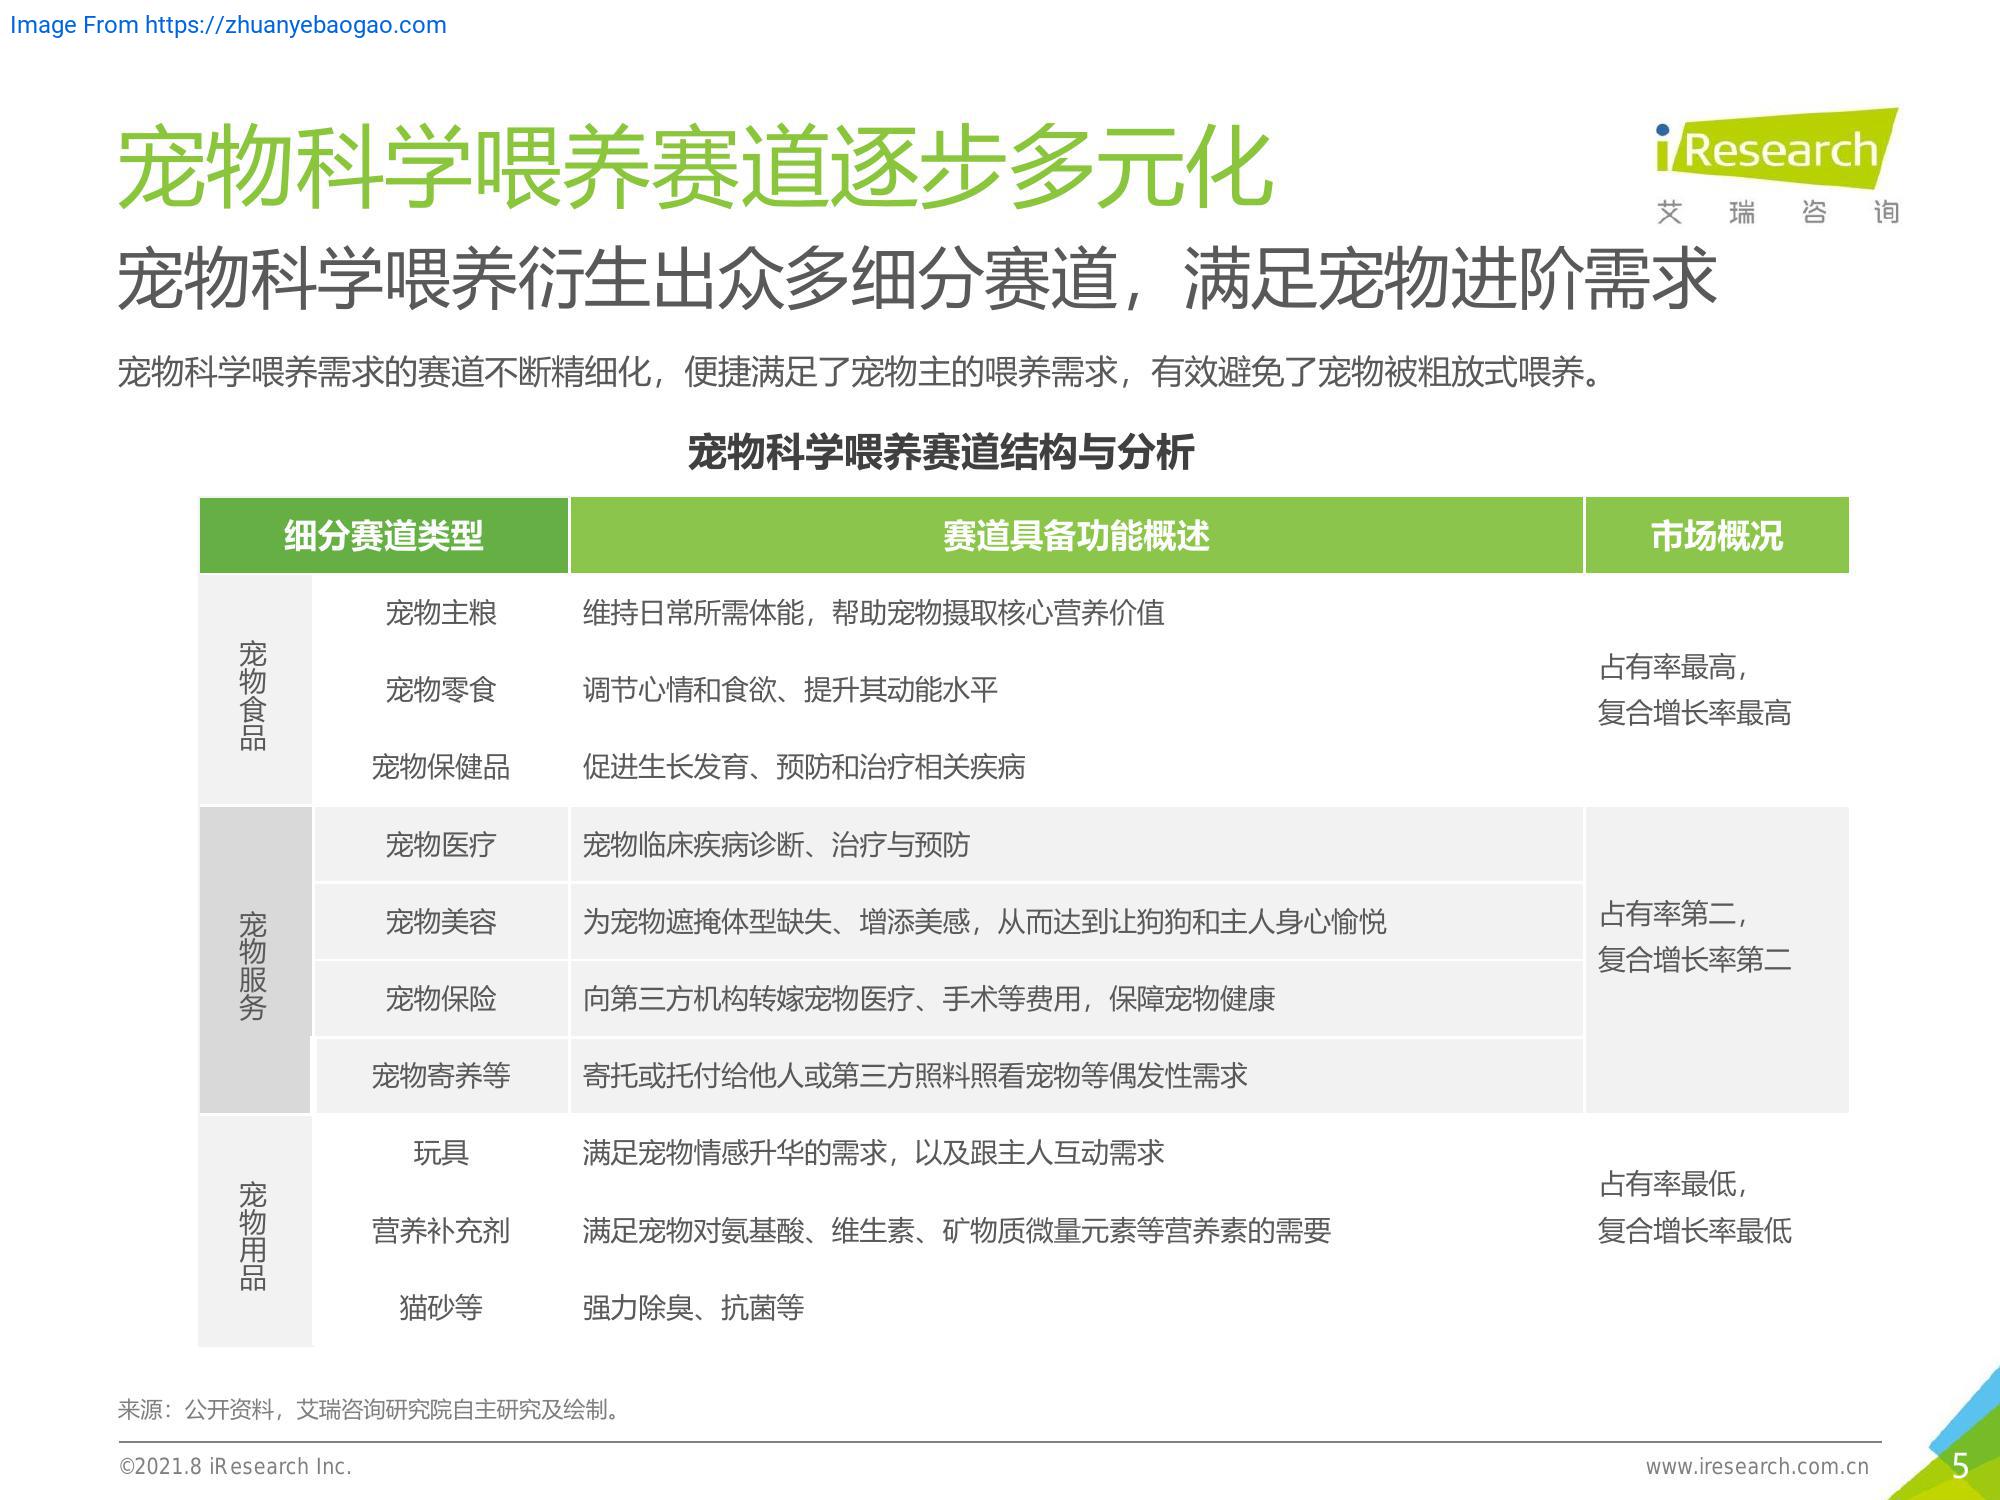 Image From https://zhuanyebaogao.com
宠物科学喂养赛道逐步多元化
iResearch
艾瑞咨询
宠物科学喂养衍生出众多细分赛道，满足宠物进阶需求
宠物科学喂养需求的赛道不断精细化，便捷满足了宠物主的喂养需求，有效避免了宠物被粗放式喂养。
宠物科学喂养赛道结构与分析
细分赛道类型 赛道具备功能概述 市场概况
宠物食品
宠物主粮 维持日常所需体能，帮助宠物摄取核心营养价值
宠物零食 调节心情和食欲、提升其动能水平
宠物保健品 促进生长发育、预防和治疗相关疾病
占有率最高，
复合增长率最高
宠物服务
宠物医疗 宠物临床疾病诊断、治疗与预防
宠物美容 为宠物遮掩体型缺失、增添美感，从而达到让狗狗和主人身心愉悦
宠物保险 向第三方机构转嫁宠物医疗、手术等费用，保障宠物健康
宠物寄养等 寄托或托付给他人或第三方照料照看宠物等偶发性需求
占有率第二，
复合增长率第二
宠物用品
玩具 满足宠物情感升华的需求，以及跟主人互动需求
营养补充剂 满足宠物对氨基酸、维生素、矿物质微量元素等营养素的需要
猫砂等 强力除臭、抗菌等
占有率最低，
复合增长率最低
来源：公开资料，艾瑞咨询研究院自主研究及绘制。
©2021.8 iResearch Inc. www.iresearch.com.cn 5